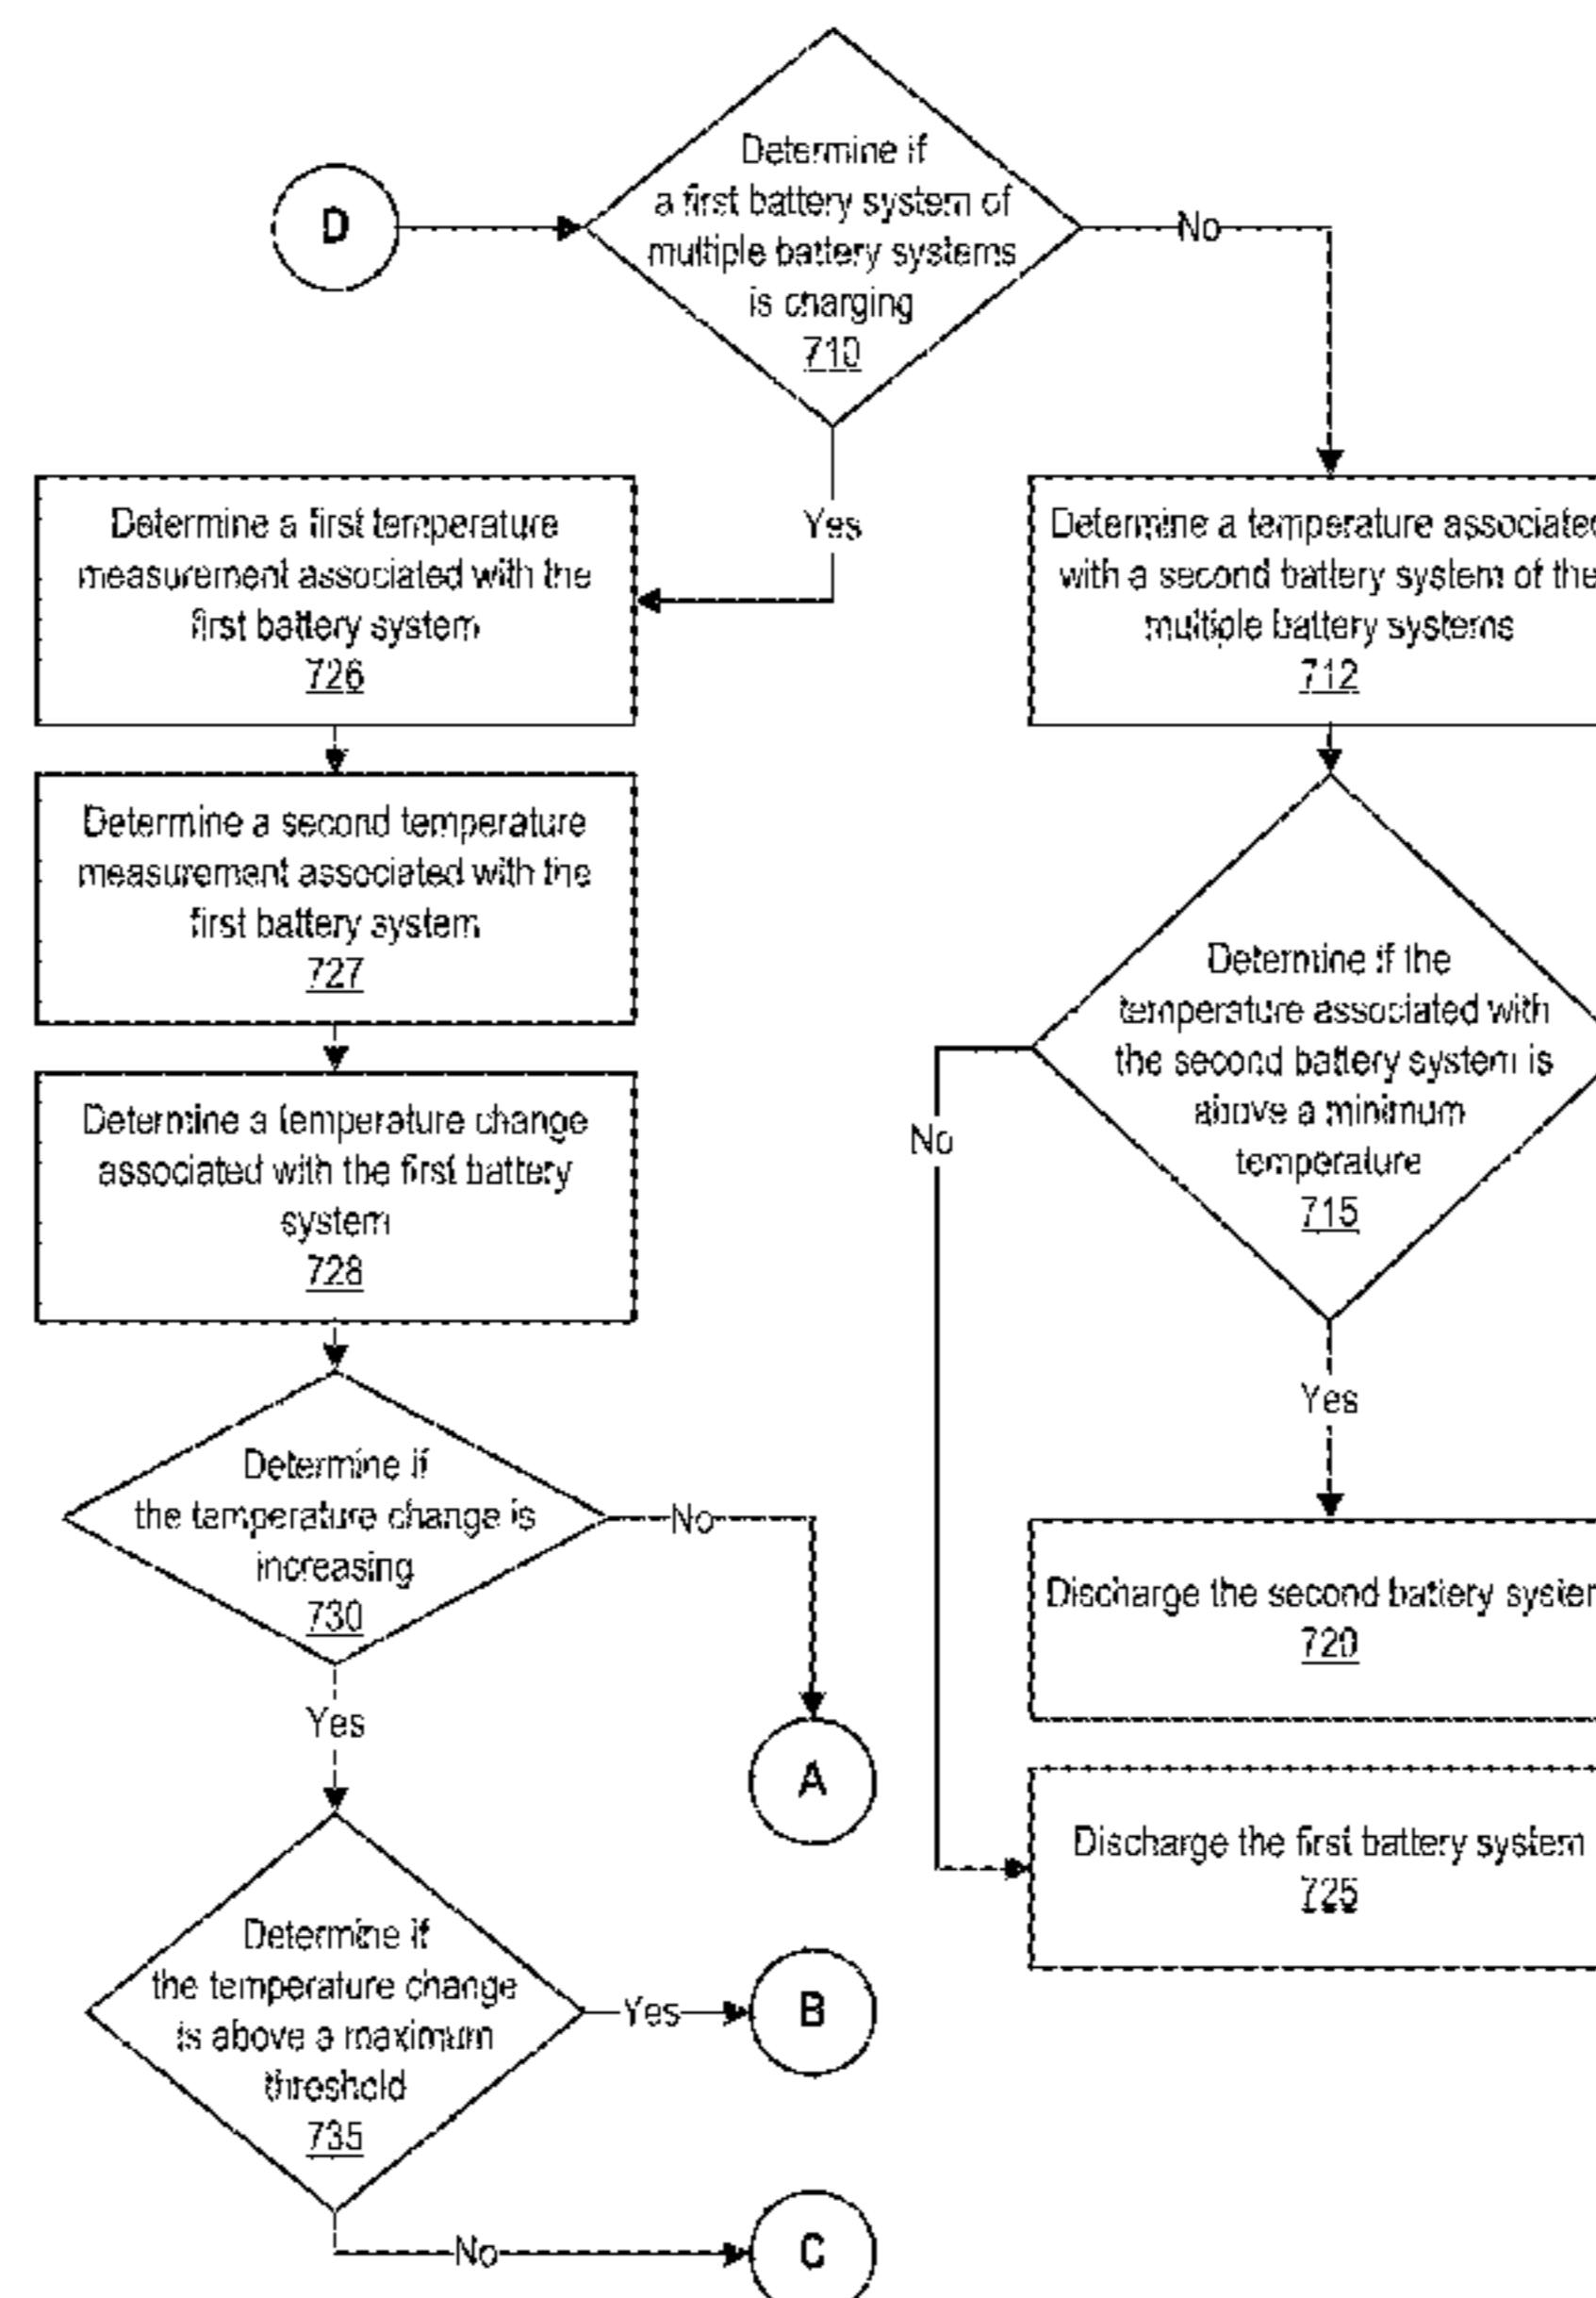 D
Determine if
a first battery system of
multiple battery systems
is charging
710
No
Yes
Determine a first temperature
measurement associated with the
first battery system
726
Determine a second temperature
measurement associated with the
first battery system
727
Determine a temperature change
associated with the first battery
system
728
Determine if
the temperature change is
increasing
730
No
Yes
A
Determine if
the temperature change
is above a maximum
threshold
735
Yes
B
No
C
Determine a temperature associated
with a second battery system of the
multiple battery systems
712
Determine if the
temperature associated with
the second battery system is
above a minimum
temperature
715
No
Yes
Discharge the second battery system
720
Discharge the first battery system
725